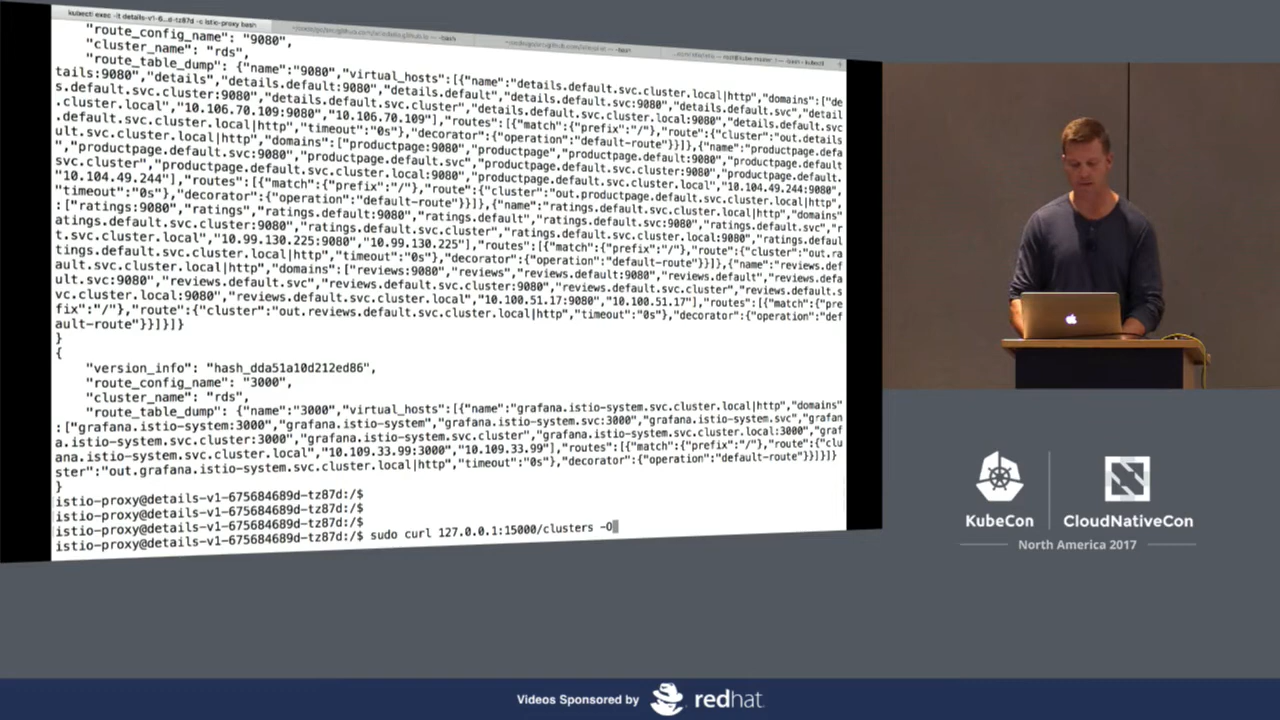 kubectl exec -it details-v1-6...d-tz87d -c istio-proxy bash
"route_config_name": "9080",
"cluster_name": "rds",
"route_table_dump": {"name":"9080","virtual_hosts":[{"name":"details.default.svc.cluster.local|http","domains":["de
tails:9080","details","details.default:9080","details.default","details.default.svc:9080","details.default.svc","detail
s.default.svc.cluster:9080","details.default.svc.cluster","details.default.svc.cluster.local:9080","details.default.svc
.cluster.local","10.106.70.109:9080","10.106.70.109"],"routes":[{"match":{"prefix":"/"},"route":{"cluster":"out.details
.default.svc.cluster.local|http","timeout":"0s"},"decorator":{"operation":"default-route"}}]},{"name":"productpage.defa
ult.svc.cluster.local|http","domains":["productpage:9080","productpage","productpage.default:9080","productpage.default
","productpage.default.svc:9080","productpage.default.svc","productpage.default.svc.cluster:9080","productpage.default.
svc.cluster","productpage.default.svc.cluster.local:9080","productpage.default.svc.cluster.local","10.104.49.244:9080",
"10.104.49.244"],"routes":[{"match":{"prefix":"/"},"route":{"cluster":"out.productpage.default.svc.cluster.local|http",
"timeout":"0s"},"decorator":{"operation":"default-route"}}]},{"name":"ratings.default.svc.cluster.local|http","domains"
:["ratings:9080","ratings","ratings.default:9080","ratings.default","ratings.default.svc:9080","ratings.default.svc","r
atings.default.svc.cluster:9080","ratings.default.svc.cluster","ratings.default.svc.cluster.local:9080","ratings.defaul
t.svc.cluster.local","10.99.130.225:9080","10.99.130.225"],"routes":[{"match":{"prefix":"/"},"route":{"cluster":"out.ra
tings.default.svc.cluster.local|http","timeout":"0s"},"decorator":{"operation":"default-route"}}]},{"name":"reviews.def
ault.svc.cluster.local|http","domains":["reviews:9080","reviews","reviews.default:9080","reviews.default","reviews.defa
ult.svc:9080","reviews.default.svc","reviews.default.svc.cluster:9080","reviews.default.svc.cluster","reviews.default.s
vc.cluster.local:9080","reviews.default.svc.cluster.local","10.100.51.17:9080","10.100.51.17"],"routes":[{"match":{"pre
fix":"/"},"route":{"cluster":"out.reviews.default.svc.cluster.local|http","timeout":"0s"},"decorator":{"operation":"def
ault-route"}}]}]}
}
{
"version_info": "hash_dda51a10d212ed86",
"route_config_name": "3000",
"cluster_name": "rds",
"route_table_dump": {"name":"3000","virtual_hosts":[{"name":"grafana.istio-system.svc.cluster.local|http","domains"
:["grafana.istio-system:3000","grafana.istio-system","grafana.istio-system.svc:3000","grafana.istio-system.svc","grafan
a.istio-system.svc.cluster:3000","grafana.istio-system.svc.cluster","grafana.istio-system.svc.cluster.local:3000","graf
ana.istio-system.svc.cluster.local","10.109.33.99:3000","10.109.33.99"],"routes":[{"match":{"prefix":"/"},"route":{"clu
ster":"out.grafana.istio-system.svc.cluster.local|http","timeout":"0s"},"decorator":{"operation":"default-route"}}]}]}
}
istio-proxy@details-v1-675684689d-tz87d:/$
istio-proxy@details-v1-675684689d-tz87d:/$
istio-proxy@details-v1-675684689d-tz87d:/$
istio-proxy@details-v1-675684689d-tz87d:/$ sudo curl 127.0.0.1:15000/clusters -O
KubeCon
CloudNativeCon
North America 2017
Videos Sponsored by
redhat